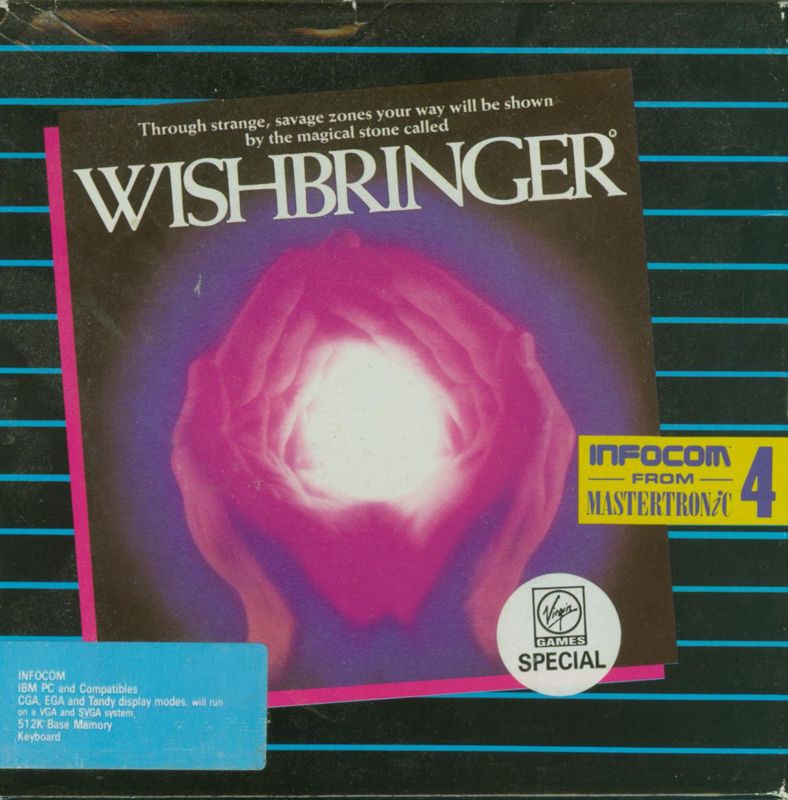 Through strange, savage zones your way will be shown
by the magical stone called
WISHBRINGER®
INFOCOM™
FROM
MASTERTRONiC
4
Virgin
GAMES
SPECIAL
INFOCOM
IBM PC and Compatibles
CGA, EGA and Tandy display modes, will run
on a VGA and SVGA system
512K Base Memory
Keyboard